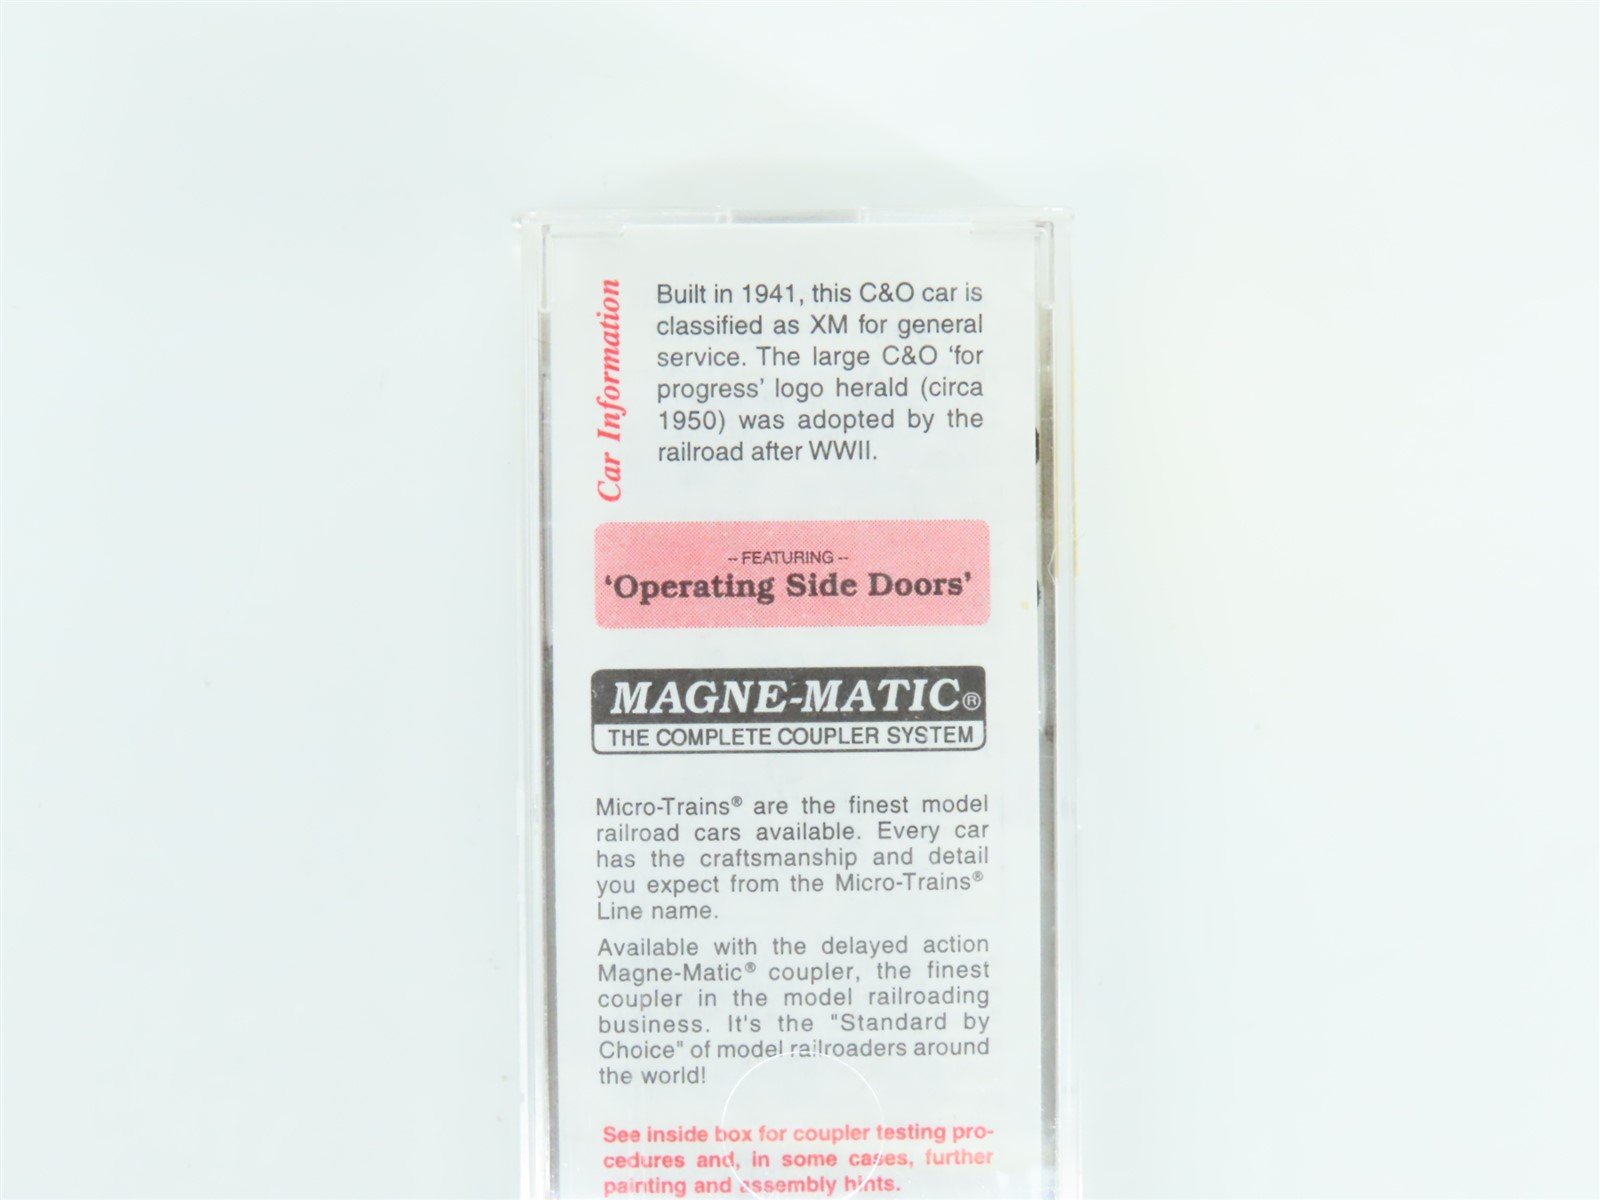 Car Information
Built in 1941, this C&O car is
classified as XM for general
service. The large C&O 'for
progress' logo herald (circa
1950) was adopted by the
railroad after WWII.
-- FEATURING --
'Operating Side Doors'
MAGNE-MATIC®
THE COMPLETE COUPLER SYSTEM
Micro-Trains® are the finest model
railroad cars available. Every car
has the craftsmanship and detail
you expect from the Micro-Trains®
Line name.
Available with the delayed action
Magne-Matic® coupler, the finest
coupler in the model railroading
business. It's the "Standard by
Choice" of model railroaders around
the world!
See inside box for coupler testing pro-
cedures and, in some cases, further
painting and assembly hints.